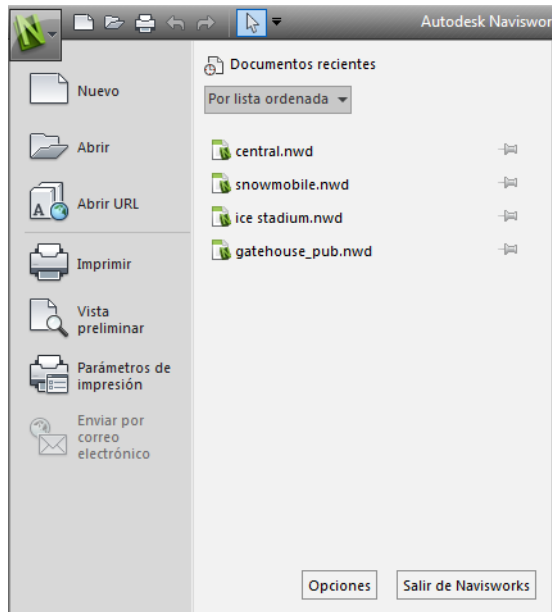 Autodesk Naviswor
Nuevo
Abrir
Abrir URL
Imprimir
Vista
preliminar
Parámetros de
impresión
Enviar por
correo
electrónico
Documentos recientes
Por lista ordenada
central.nwd
snowmobile.nwd
ice stadium.nwd
gatehouse_pub.nwd
Opciones
Salir de Navisworks